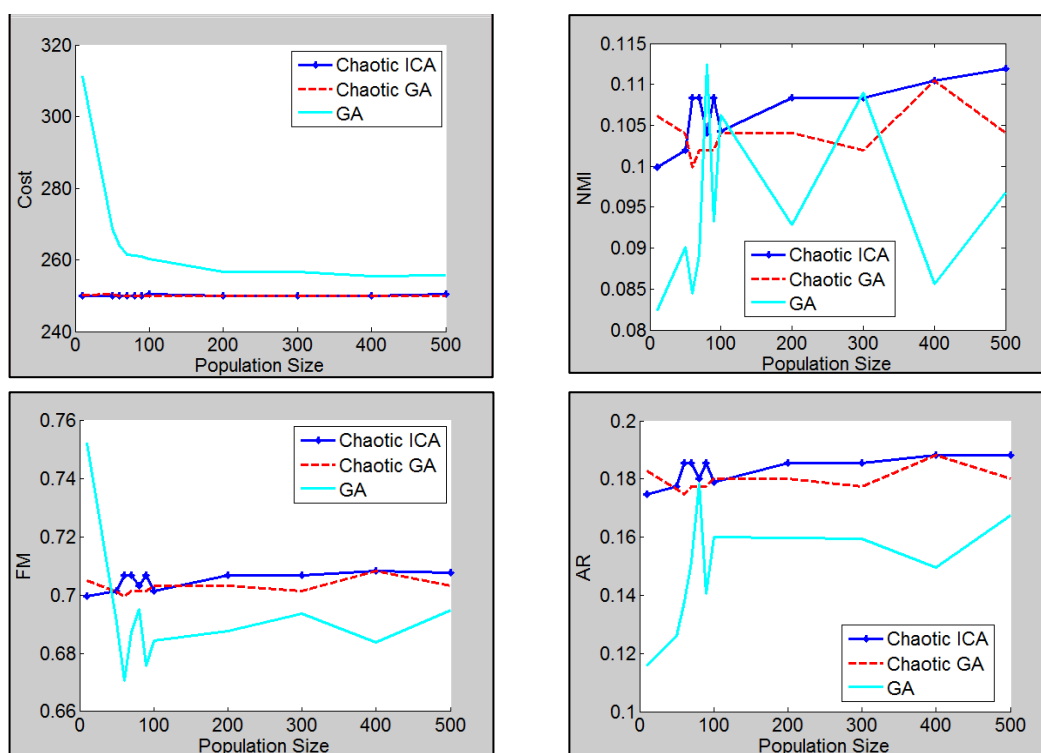 320
300
280
260
240
Cost
0
100
200
300
400
500
Population Size
Chaotic ICA
Chaotic GA
GA
0.115
0.11
0.105
0.1
0.095
0.09
0.085
0.08
NMI
0
100
200
300
400
500
Population Size
Chaotic ICA
Chaotic GA
GA
0.76
0.74
0.72
0.7
0.68
0.66
FM
0
100
200
300
400
500
Population Size
Chaotic ICA
Chaotic GA
GA
0.2
0.18
0.16
0.14
0.12
0.1
AR
0
100
200
300
400
500
Population Size
Chaotic ICA
Chaotic GA
GA